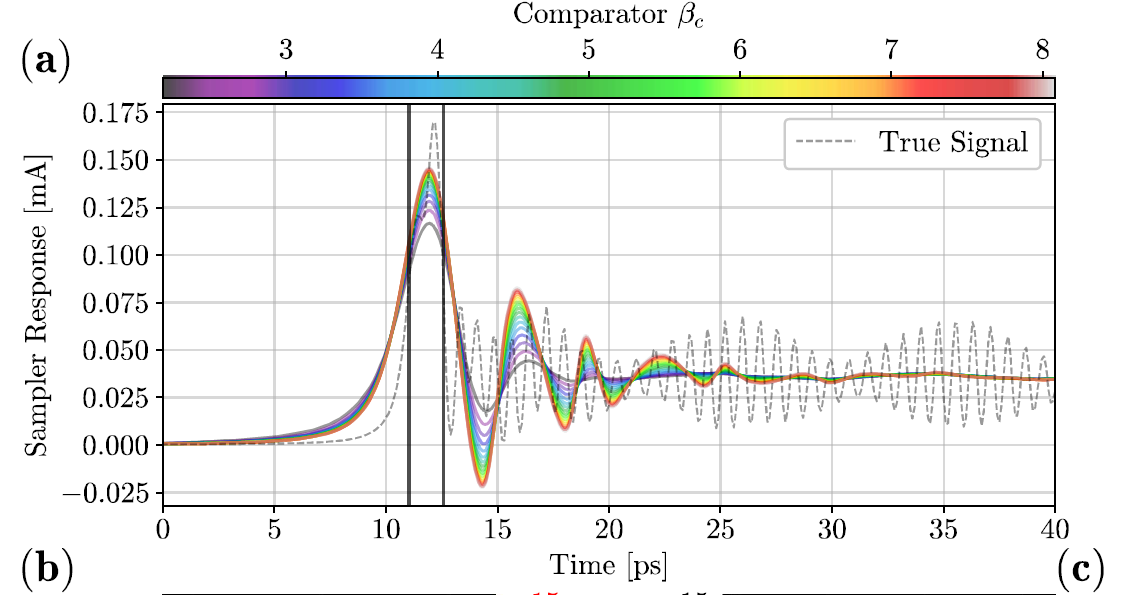 Comparator βc
(a)
3 4 5 6 7 8
0.175
0.150
0.125
0.100
0.075
0.050
0.025
0.000
−0.025
Sampler Response [mA]
True Signal
0 5 10 15 20 25 30 35 40
Time [ps]
(b)
(c)